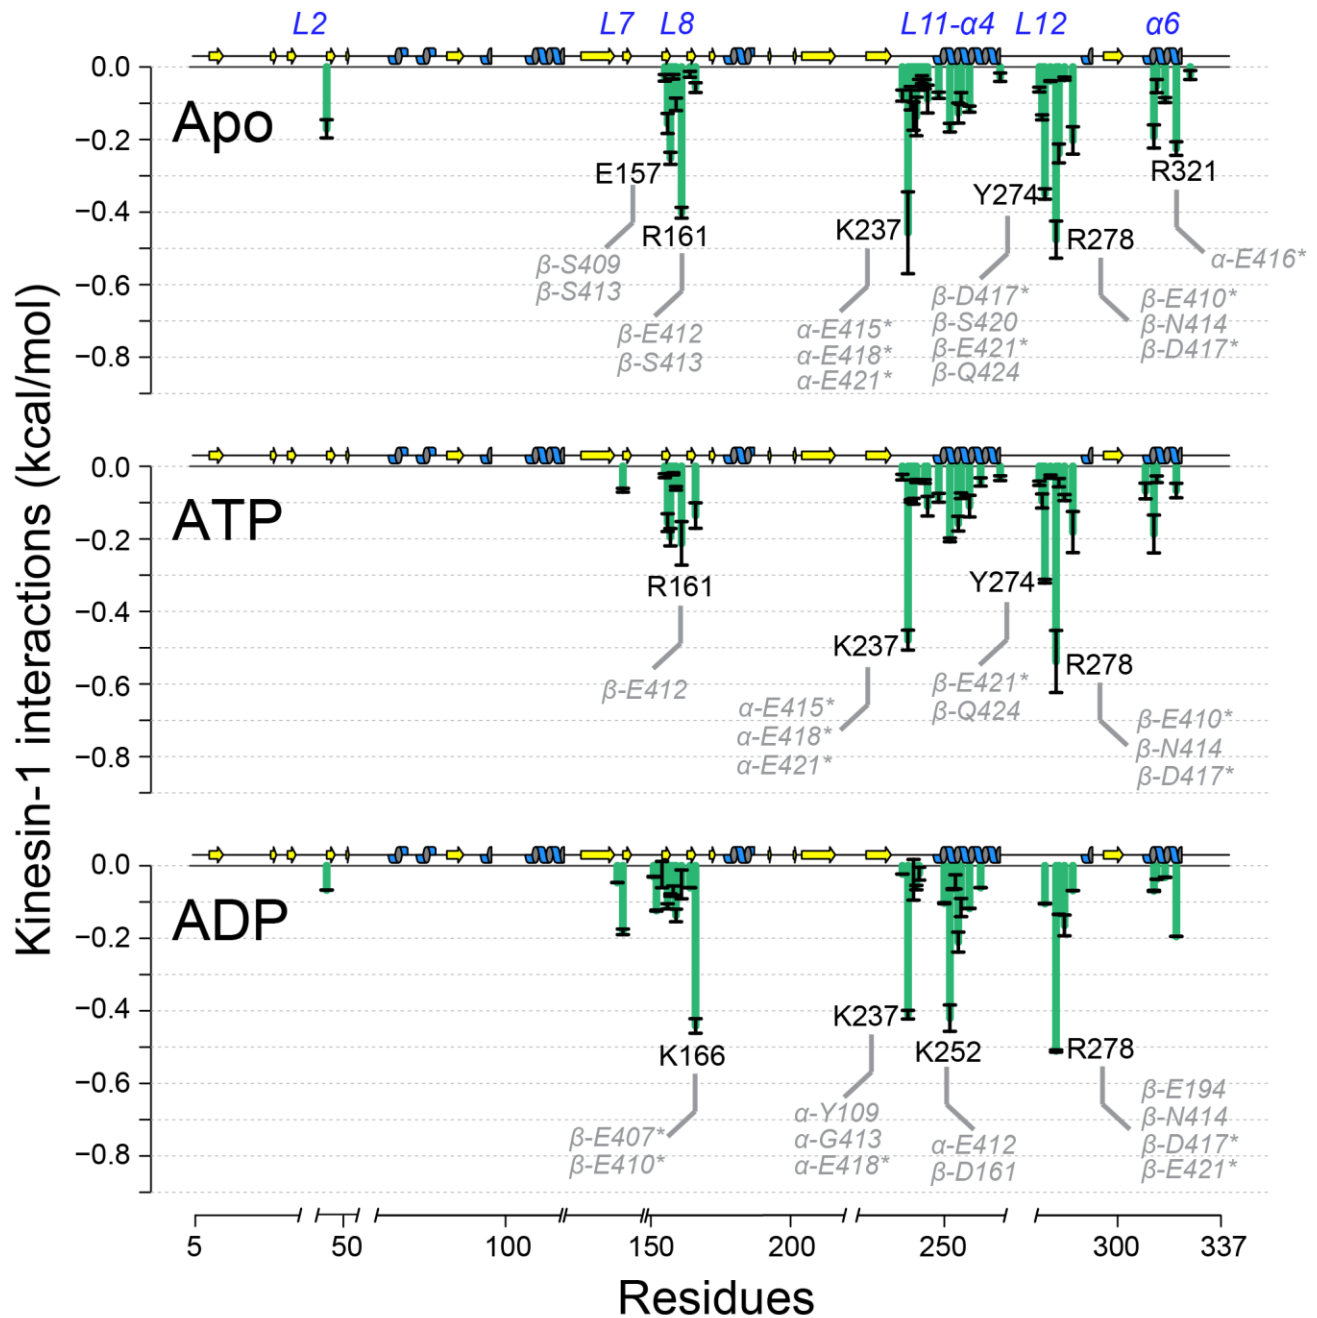 L2 L7 L8 L11-α4 L12 α6
Kinesin-1 interactions (kcal/mol)
Apo
0.0
−0.2
−0.4
−0.6
−0.8
E157
β-S409
β-S413
R161
β-E412
β-S413
K237
α-E415*
α-E418*
α-E421*
Y274
β-D417*
β-S420
β-E421*
β-Q424
R278
β-E410*
β-N414
β-D417*
R321
α-E416*
ATP
0.0
−0.2
−0.4
−0.6
−0.8
R161
β-E412
K237
α-E415*
α-E418*
α-E421*
Y274
β-E421*
β-Q424
R278
β-E410*
β-N414
β-D417*
ADP
0.0
−0.2
−0.4
−0.6
−0.8
K166
β-E407*
β-E410*
K237
α-Y109
α-G413
α-E418*
K252
α-E412
β-D161
R278
β-E194
β-N414
β-D417*
β-E421*
5 50 100 150 200 250 300 337
Residues